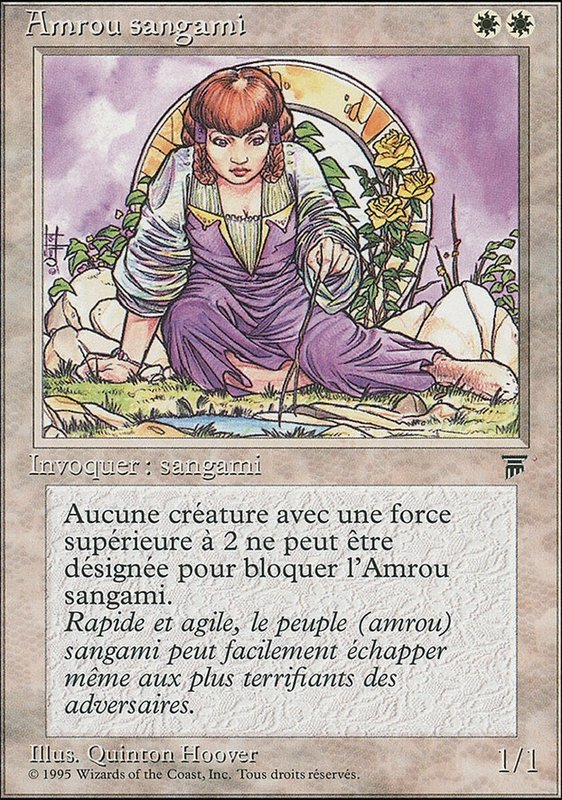 Amrou sangami
Invoquer : sangami
Aucune créature avec une force
supérieure à 2 ne peut être
désignée pour bloquer l'Amrou
sangami.
Rapide et agile, le peuple (amrou)
sangami peut facilement échapper
même aux plus terrifiants des
adversaires.
Illus. Quinton Hoover
1/1
© 1995 Wizards of the Coast, Inc. Tous droits réservés.